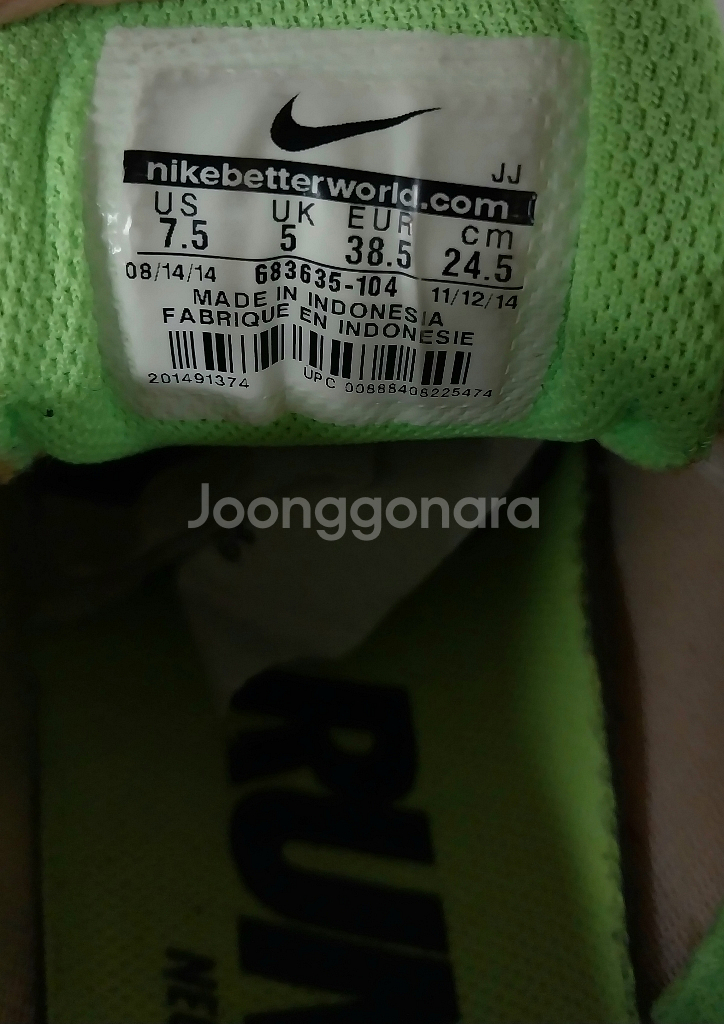 JJ
nikebetterworld.com
US UK EUR cm
7.5 5 38.5 24.5
08/14/14 683635-104 11/12/14
MADE IN INDONESIA
FABRIQUE EN INDONESIE
201491374 UPC 00888408225474
Joonggonara
RUN